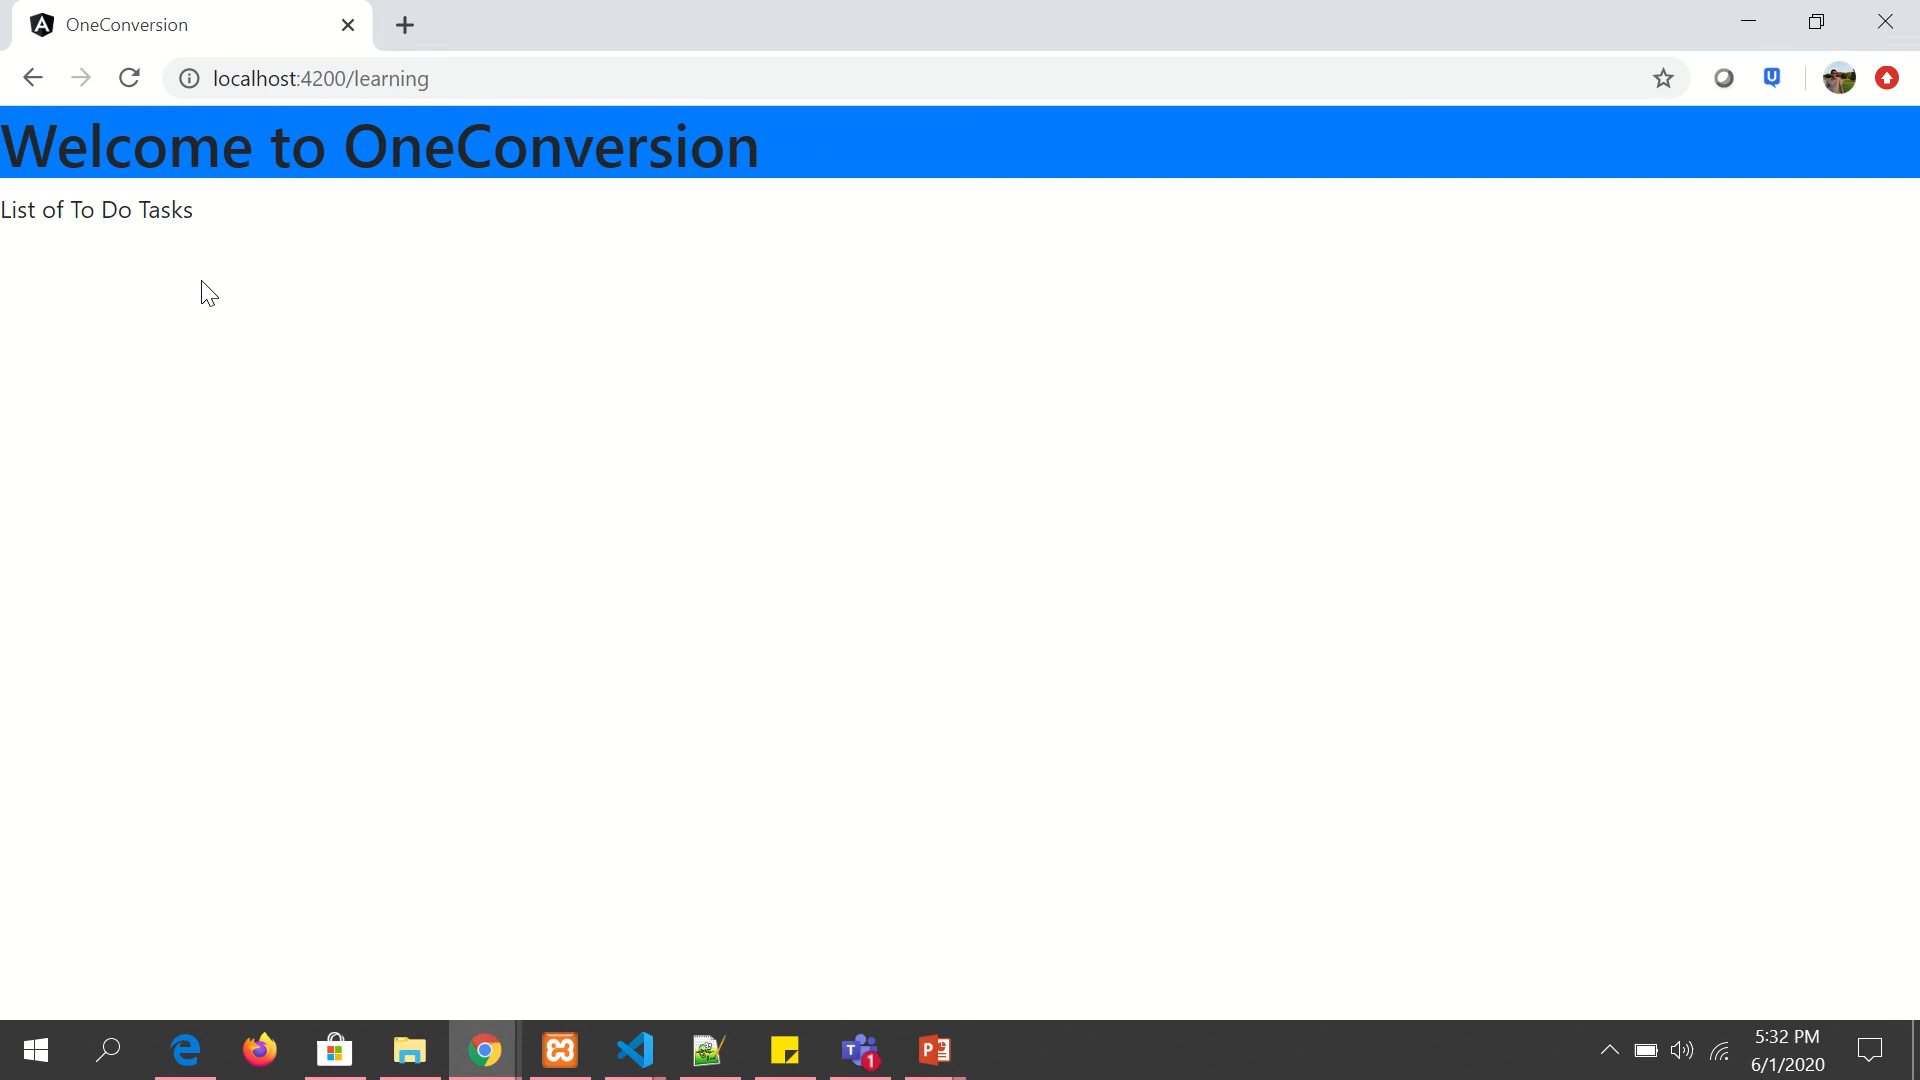 OneConversion
localhost:4200/learning
Welcome to OneConversion
List of To Do Tasks
5:32 PM
6/1/2020